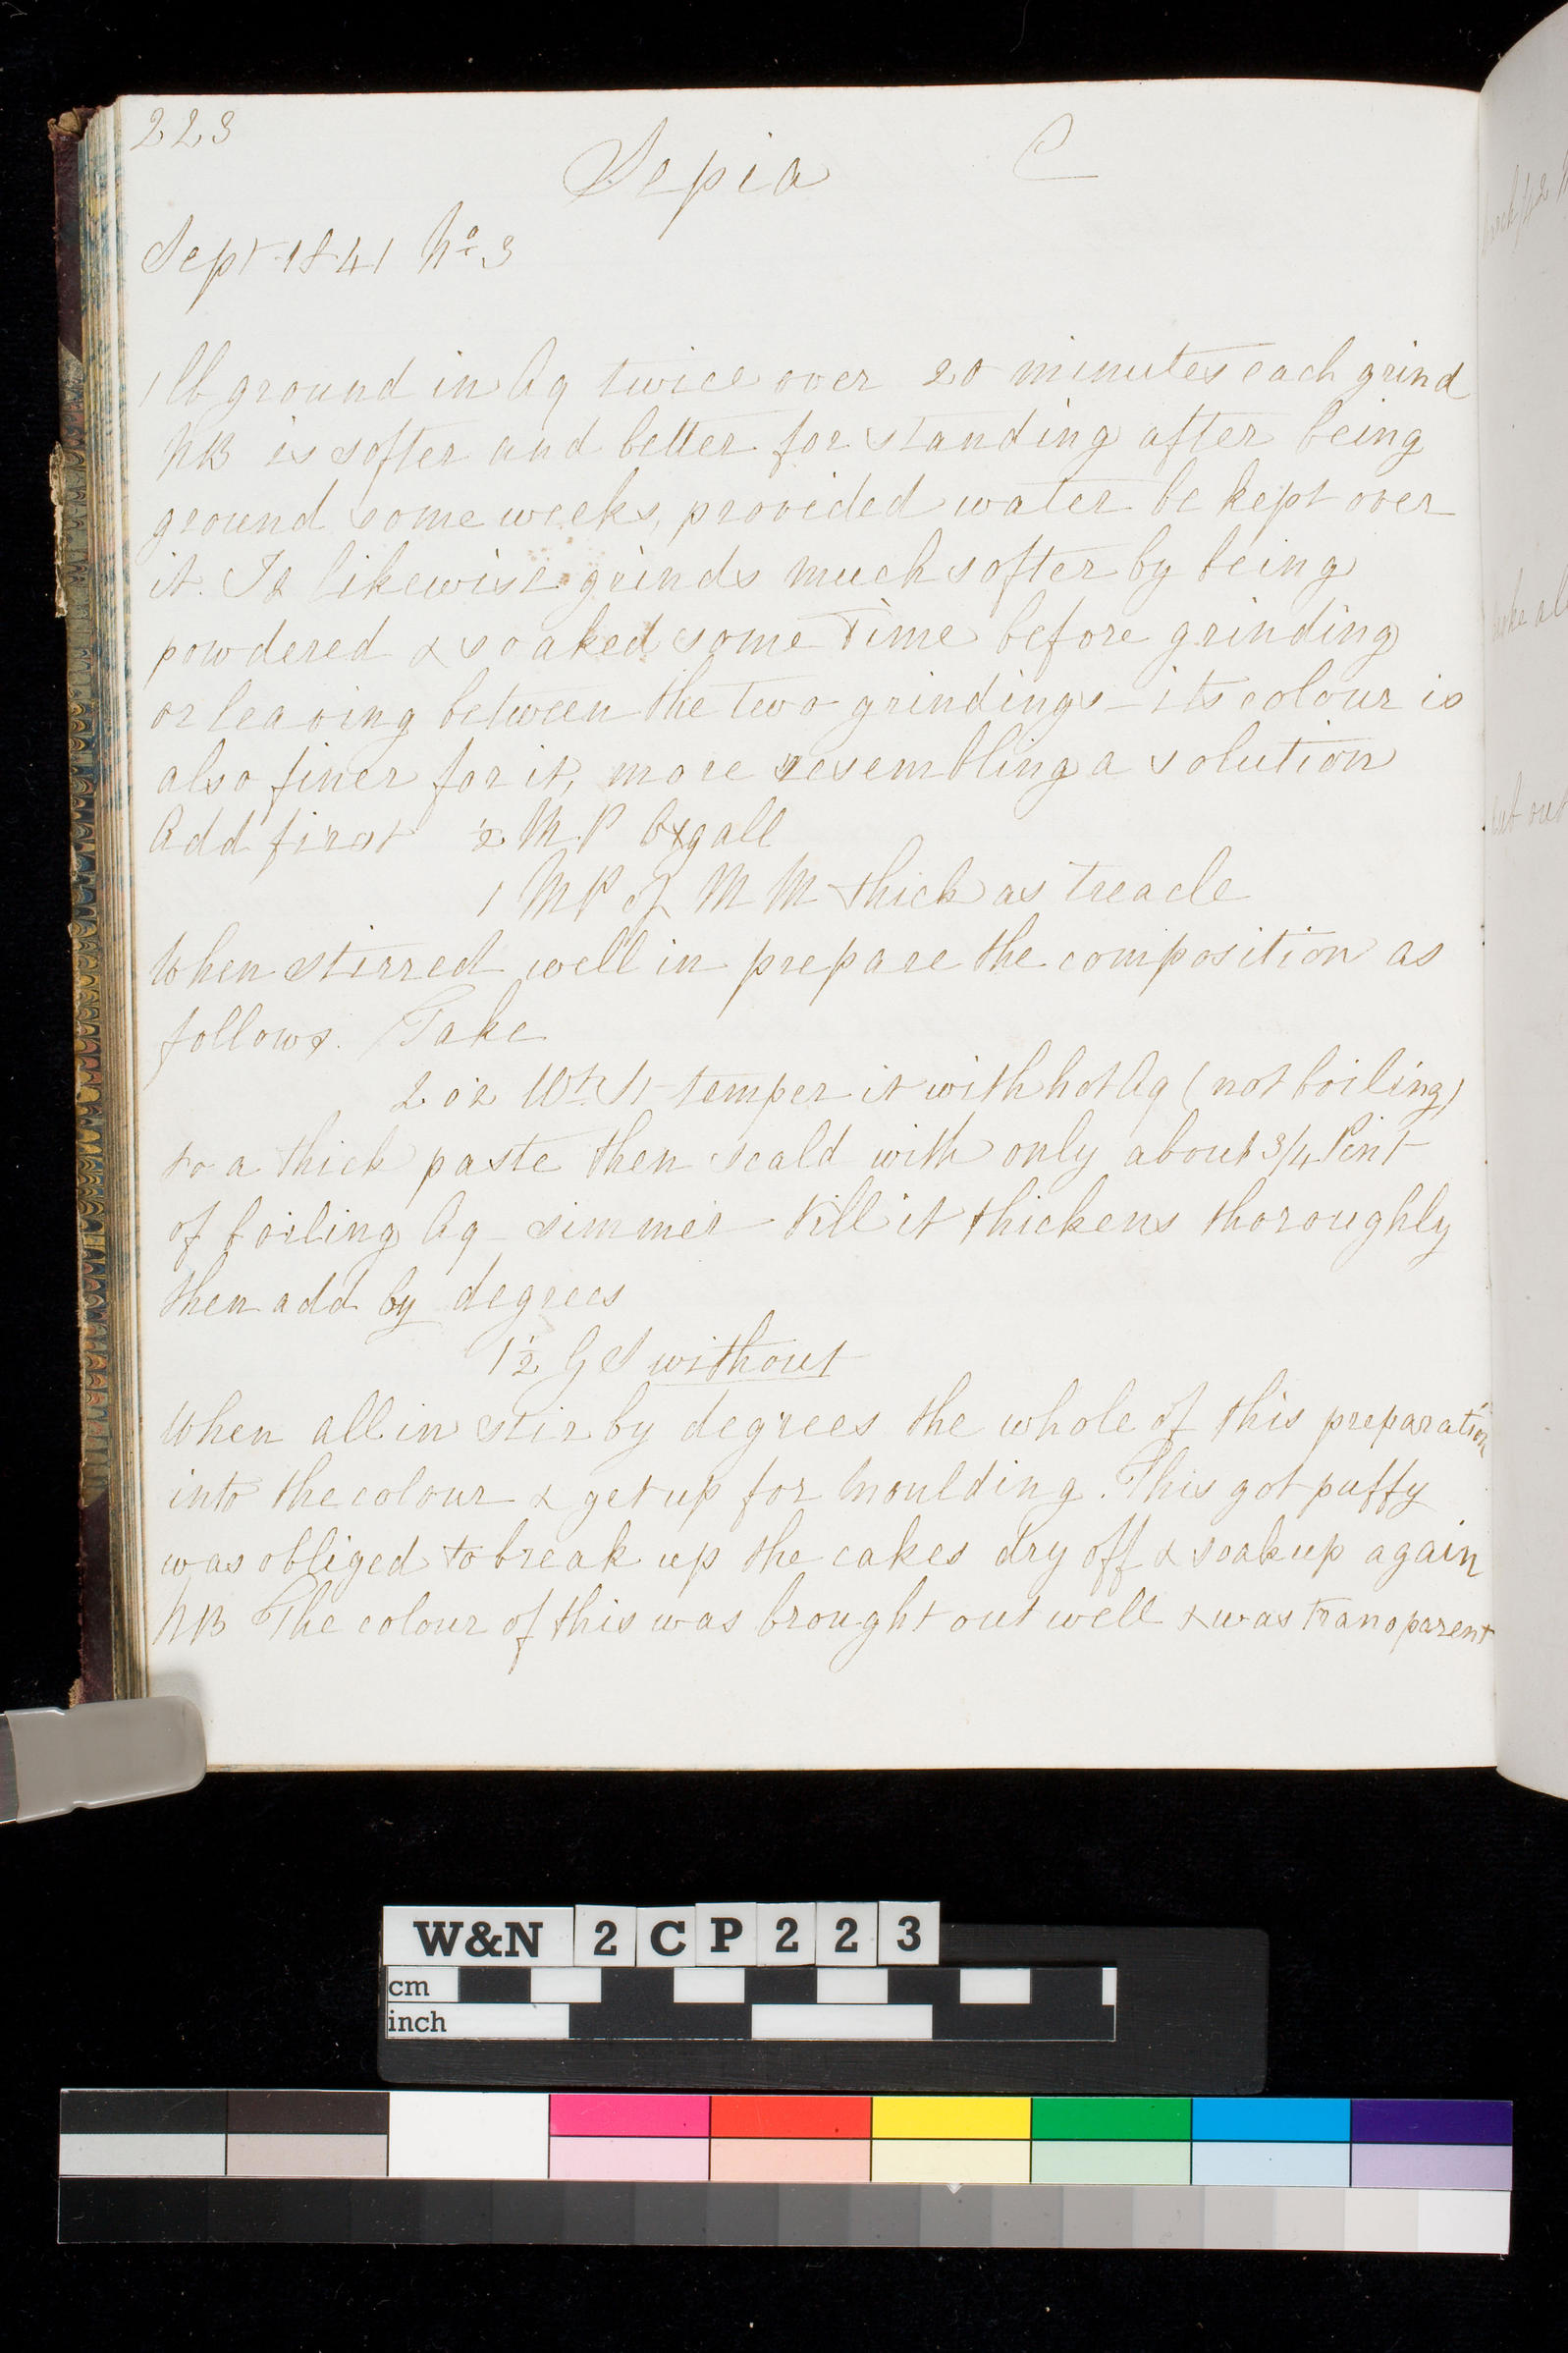 223
Sepia C
Sept 1841 No 3
1 lb ground in Aq twice over 20 minutes each grind
NB is softer and better for standing after being
ground some weeks, provided water be kept over
it. It likewise grinds much softer by being
powdered & soaked some time before grinding
or leaving between the two grindings - its colour is
also finer for it, more resembling a solution
Add first ½ M P Oxgall
1 MP of M M thick as treacle
When stirred well in prepare the composition as
follows. Take
2 oz Wt St temper it with hot Aq (not boiling)
to a thick paste then scald with only about 3/4 Pint
of boiling Aq - simmer till it thickens thoroughly
then add by degrees
1½ G S without
When all in stir by degrees the whole of this preparation
into the colour & get up for moulding. This got puffy
was obliged to break up the cakes dry off & soak up again
NB The colour of this was brought out well & was transparent
W&N 2CP223
cm
inch